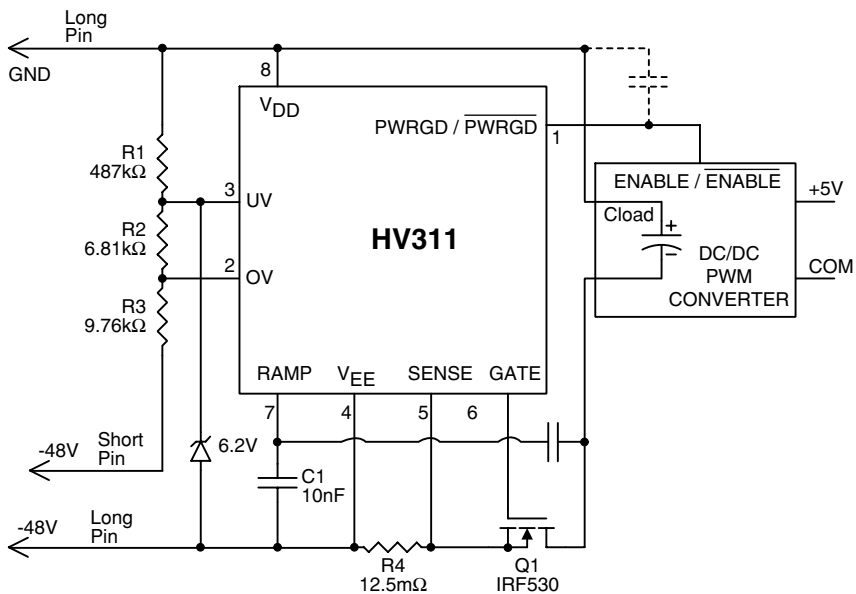 Long
Pin
GND
8
VDD
PWRGD / PWRGD
1
R1
487kΩ
3
UV
ENABLE / ENABLE
+5V
R2
6.81kΩ
HV311
Cload
+
−
DC/DC
PWM
CONVERTER
COM
2
OV
R3
9.76kΩ
RAMP
VEE
SENSE
GATE
7
4
5
6
-48V
Short
Pin
6.2V
C1
10nF
-48V
Long
Pin
R4
12.5mΩ
Q1
IRF530